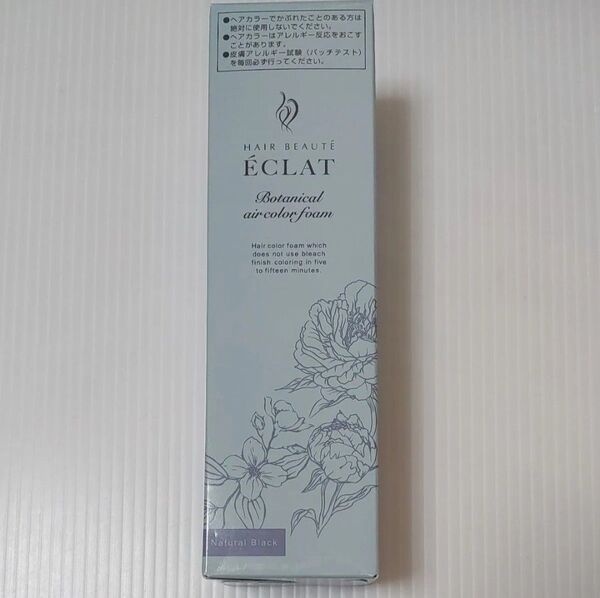 ●ヘアカラーでかぶれたことのある方は
絶対に使用しないでください。
●ヘアカラーはアレルギー反応をおこす
ことがあります。
●皮膚アレルギー試験（パッチテスト）
を毎回必ず行ってください。
HAIR BEAUTÉ
ÉCLAT
Botanical
air color foam
Hair color foam which
does not use bleach
finish coloring in five
to fifteen minutes.
Natural Black